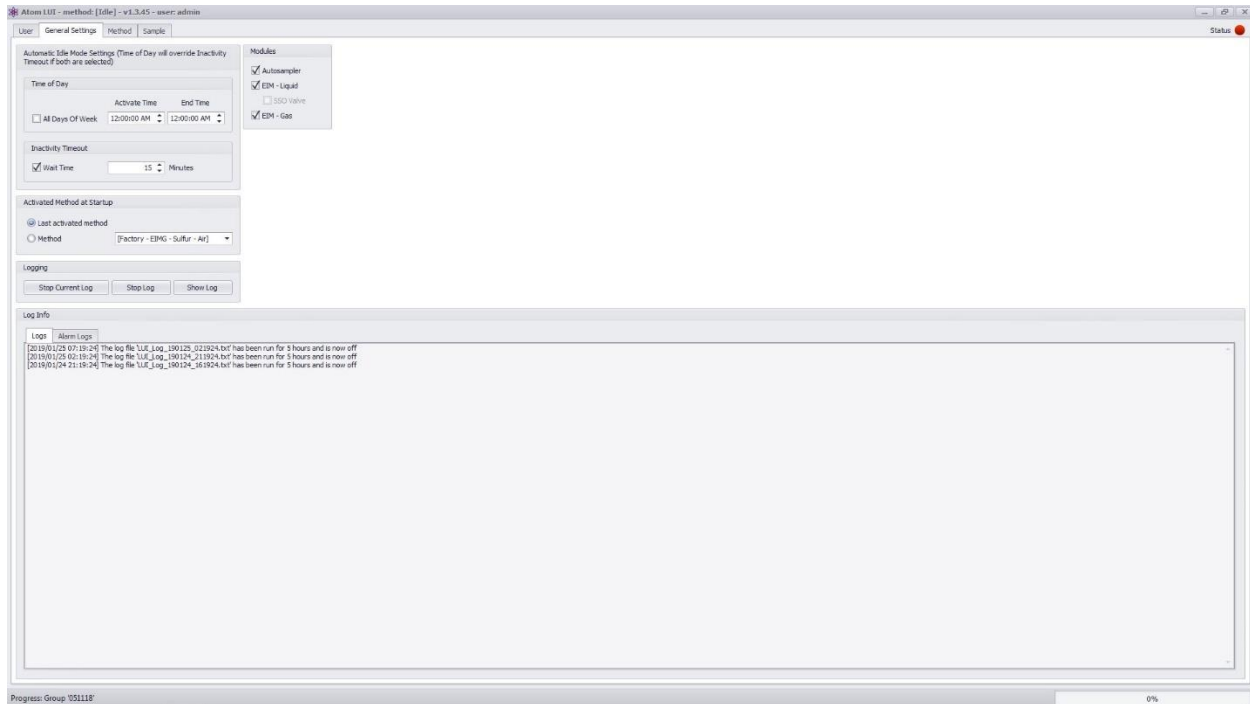 Atom LUI - method: [Idle] - v1.3.45 - user: admin
User General Settings Method Sample
Status
Automatic Idle Mode Settings (Time of Day will override Inactivity
Timeout if both are selected)
Time of Day
Activate Time End Time
All Days Of Week 12:00:00 AM 12:00:00 AM
Inactivity Timeout
Wait Time 15 Minutes
Modules
Autosampler
EIM - Liquid
SSO Valve
EIM - Gas
Activated Method at Startup
Last activated method
Method [Factory - EIMG - Sulfur - Air]
Logging
Stop Current Log Stop Log Show Log
Log Info
Logs Alarm Logs
[2019/01/25 07:19:24] The log file 'LUI_Log_190125_021924.txt' has been run for 5 hours and is now off
[2019/01/25 02:19:24] The log file 'LUI_Log_190124_211924.txt' has been run for 5 hours and is now off
[2019/01/24 21:19:24] The log file 'LUI_Log_190124_161924.txt' has been run for 5 hours and is now off
Progress: Group '051118'
0%